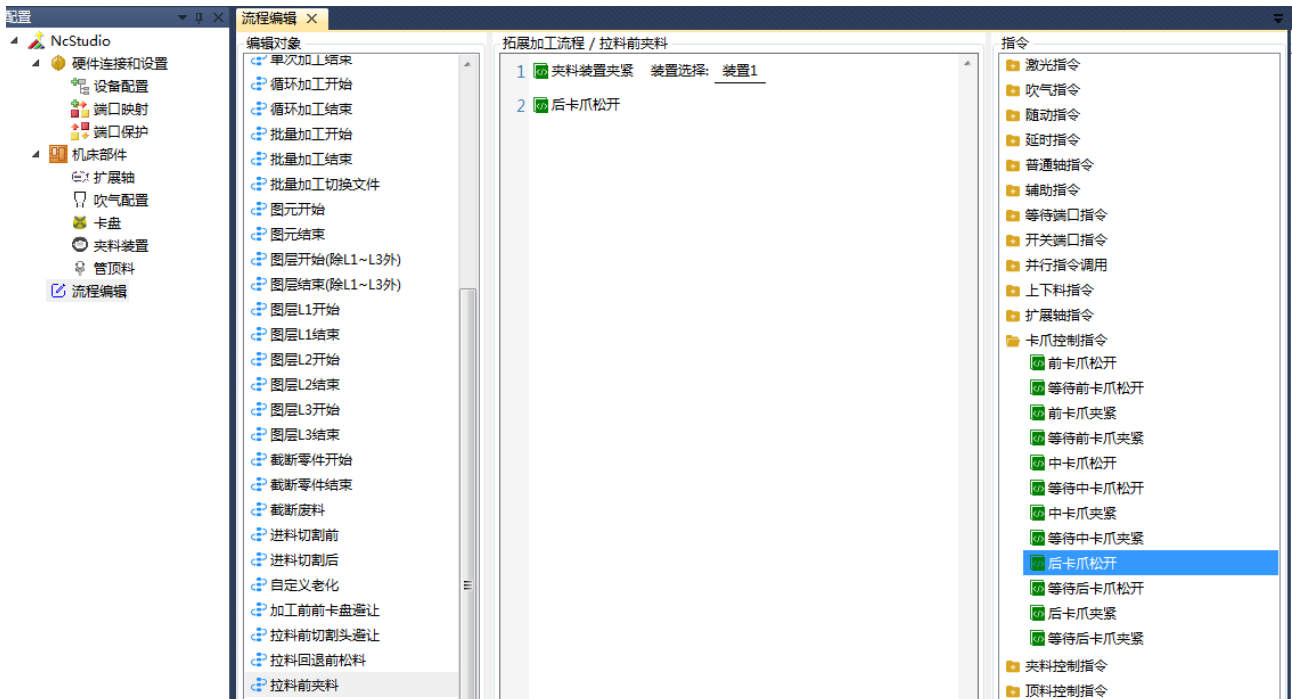 配置
NcStudio
硬件连接和设置
设备配置
端口映射
端口保护
机床部件
扩展轴
吹气配置
卡盘
夹料装置
管顶料
流程编辑
流程编辑
编辑对象
单次加工结束
循环加工开始
循环加工结束
批量加工开始
批量加工结束
批量加工切换文件
图元开始
图元结束
图层开始(除L1~L3外)
图层结束(除L1~L3外)
图层L1开始
图层L1结束
图层L2开始
图层L2结束
图层L3开始
图层L3结束
截断零件开始
截断零件结束
截断废料
进料切割前
进料切割后
自定义老化
加工前前卡盘避让
拉料前切割头避让
拉料回退前松料
拉料前夹料
拓展加工流程 / 拉料前夹料
1 夹料装置夹紧 装置选择: 装置1
2 后卡爪松开
指令
激光指令
吹气指令
随动指令
延时指令
普通轴指令
辅助指令
等待端口指令
开关端口指令
并行指令调用
上下料指令
扩展轴指令
卡爪控制指令
前卡爪松开
等待前卡爪松开
前卡爪夹紧
等待前卡爪夹紧
中卡爪松开
等待中卡爪松开
中卡爪夹紧
等待中卡爪夹紧
后卡爪松开
等待后卡爪松开
后卡爪夹紧
等待后卡爪夹紧
夹料控制指令
顶料控制指令